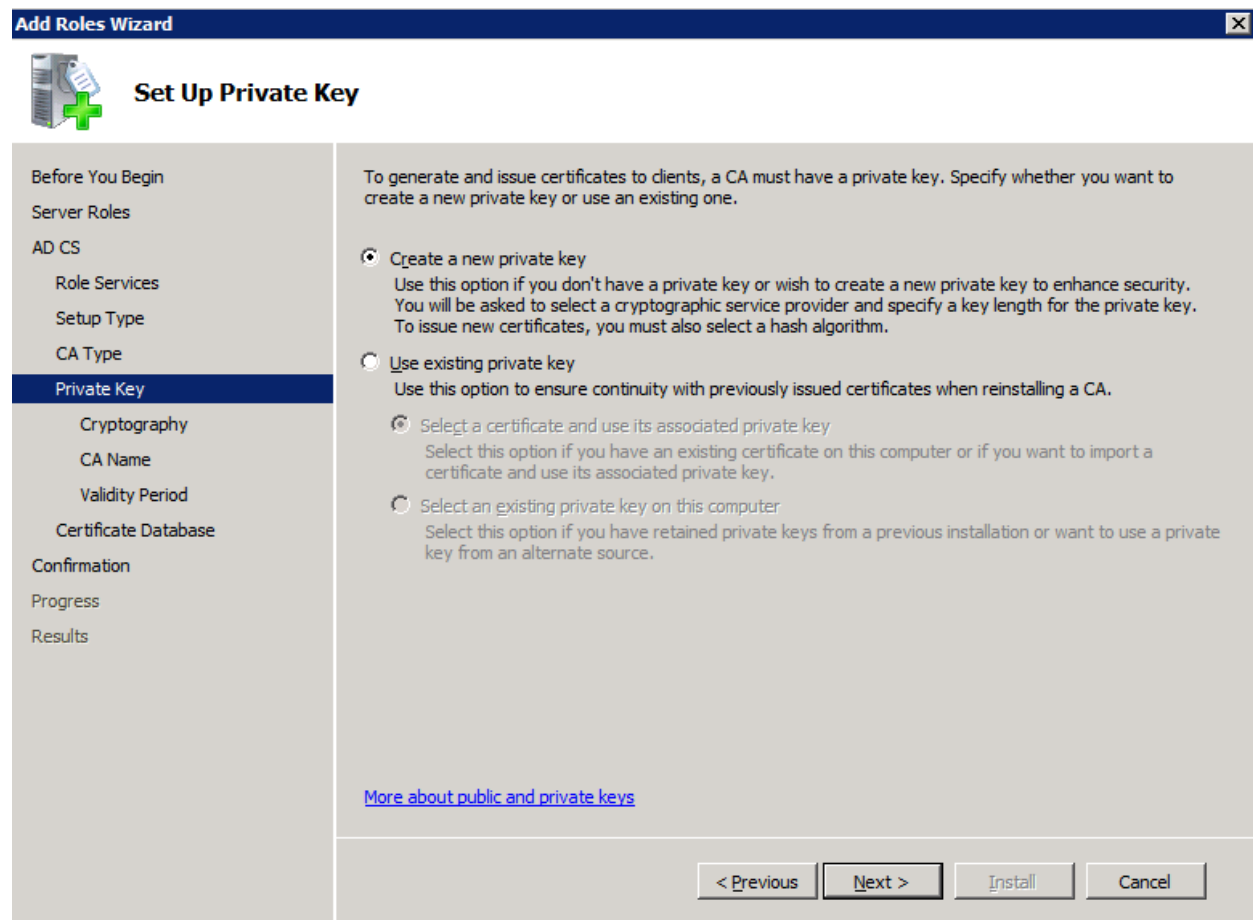 Add Roles Wizard
Set Up Private Key
Before You Begin
Server Roles
AD CS
Role Services
Setup Type
CA Type
Private Key
Cryptography
CA Name
Validity Period
Certificate Database
Confirmation
Progress
Results
To generate and issue certificates to clients, a CA must have a private key. Specify whether you want to
create a new private key or use an existing one.
Create a new private key
Use this option if you don't have a private key or wish to create a new private key to enhance security.
You will be asked to select a cryptographic service provider and specify a key length for the private key.
To issue new certificates, you must also select a hash algorithm.
Use existing private key
Use this option to ensure continuity with previously issued certificates when reinstalling a CA.
Select a certificate and use its associated private key
Select this option if you have an existing certificate on this computer or if you want to import a
certificate and use its associated private key.
Select an existing private key on this computer
Select this option if you have retained private keys from a previous installation or want to use a private
key from an alternate source.
More about public and private keys
< Previous
Next >
Install
Cancel